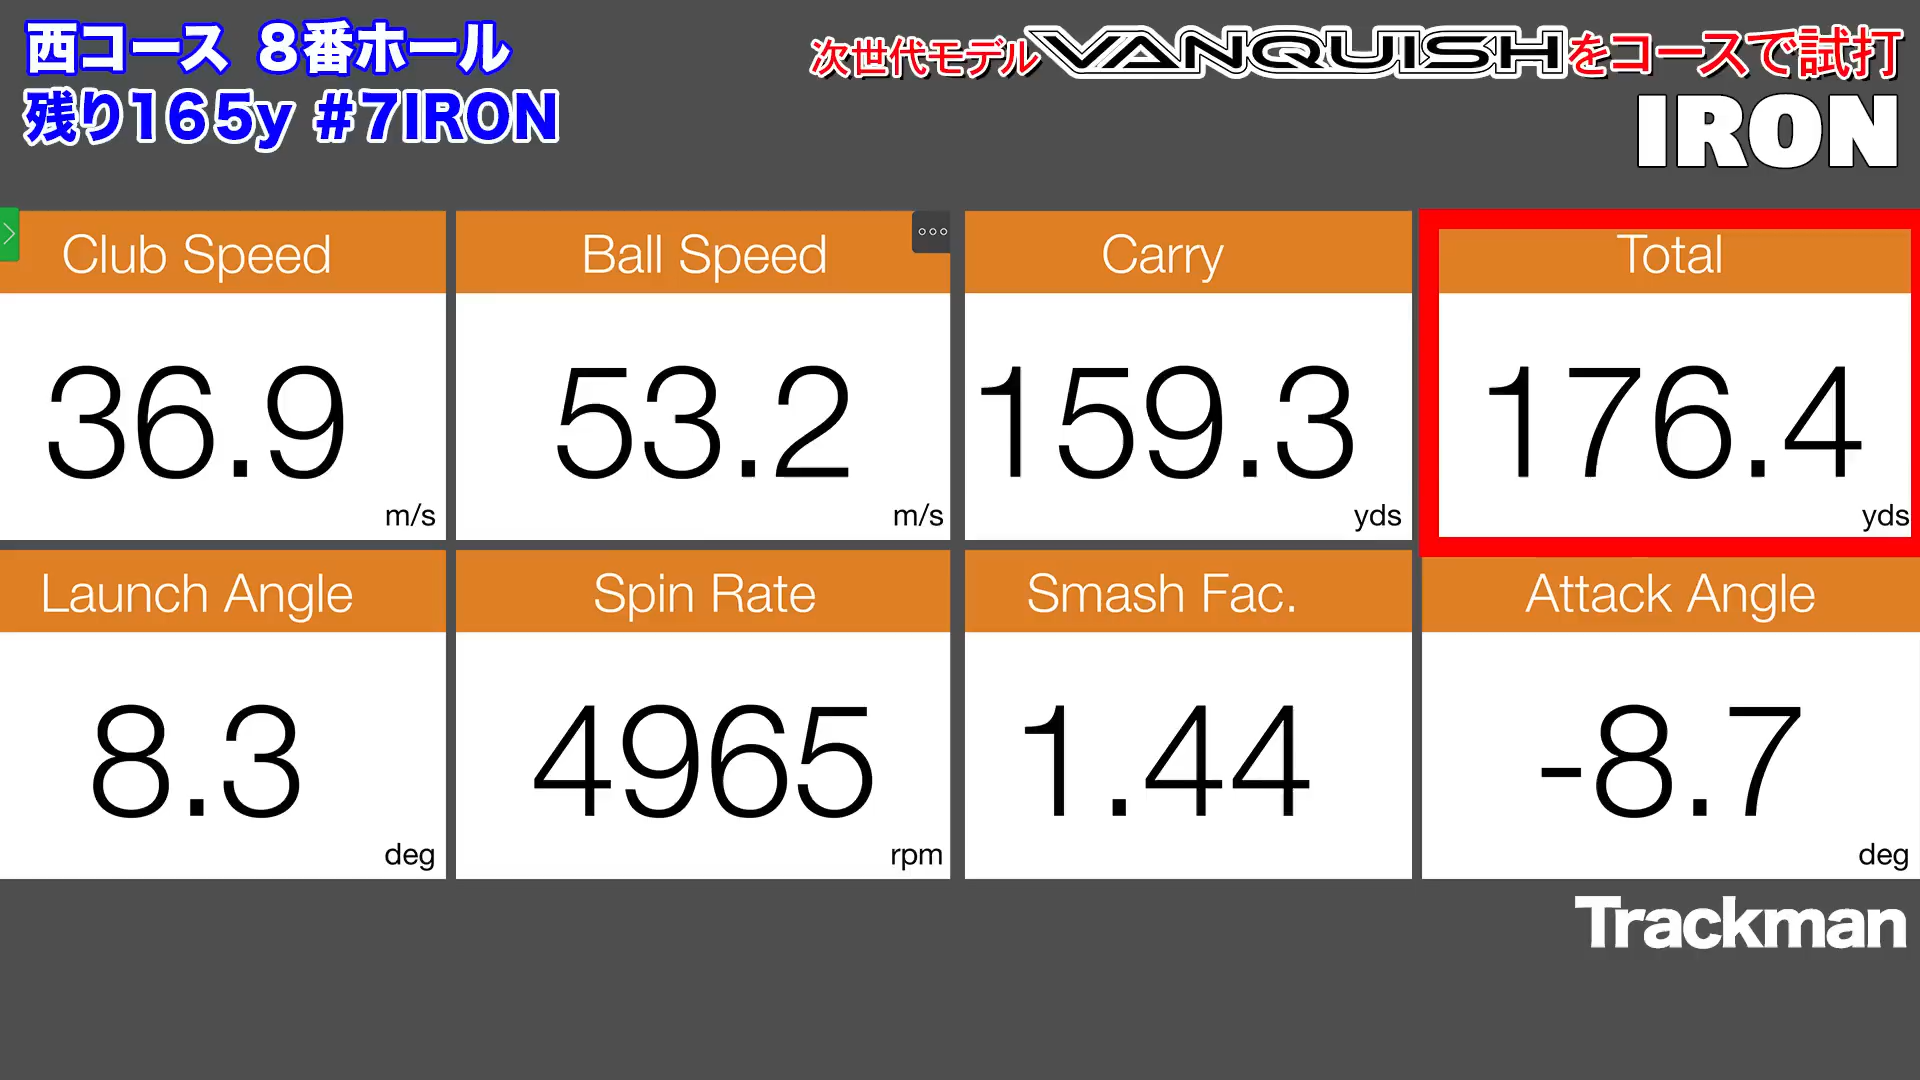 西コース 8番ホール
残り165y #7IRON
次世代モデルVANQUISHをコースで試打
IRON
Club Speed
36.9
m/s
Ball Speed
53.2
m/s
Carry
159.3
yds
Total
176.4
yds
Launch Angle
8.3
deg
Spin Rate
4965
rpm
Smash Fac.
1.44
Attack Angle
-8.7
deg
Trackman